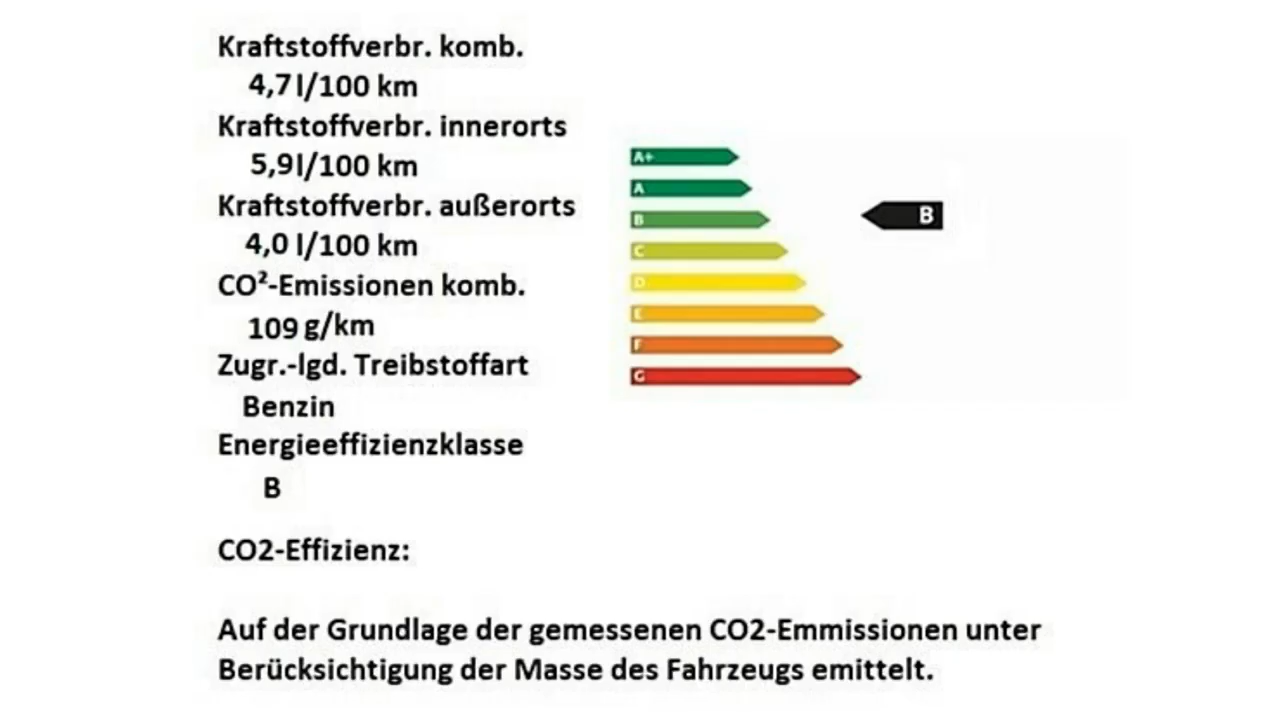 Kraftstoffverbr. komb.
4,7 l/100 km
Kraftstoffverbr. innerorts
5,9 l/100 km
Kraftstoffverbr. außerorts
4,0 l/100 km
CO²-Emissionen komb.
109 g/km
Zugr.-lgd. Treibstoffart
Benzin
Energieeffizienzklasse
B
A+
A
B
B
C
D
E
F
G
CO2-Effizienz:
Auf der Grundlage der gemessenen CO2-Emmissionen unter
Berücksichtigung der Masse des Fahrzeugs emittelt.